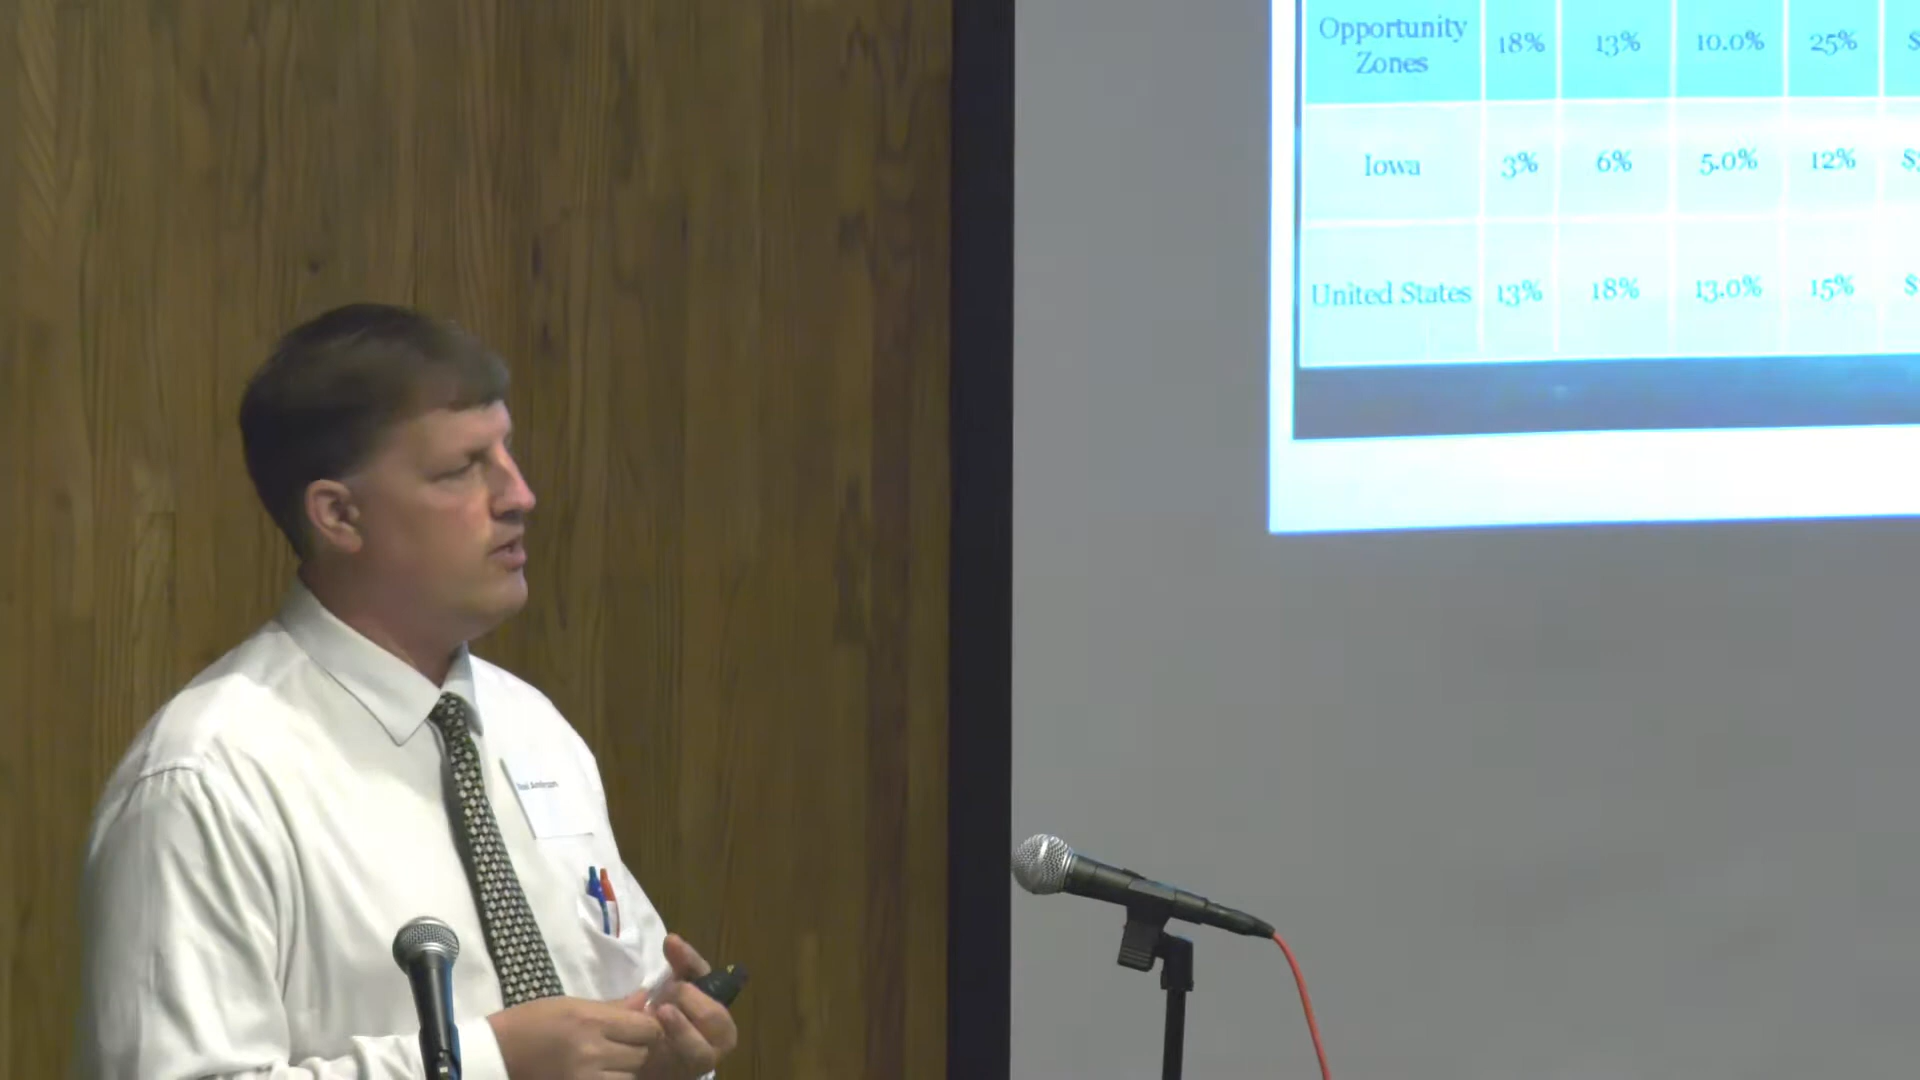 Opportunity
Zones
18% 13% 10.0% 25% $
Iowa 3% 6% 5.0% 12% $
United States 13% 18% 13.0% 15% $